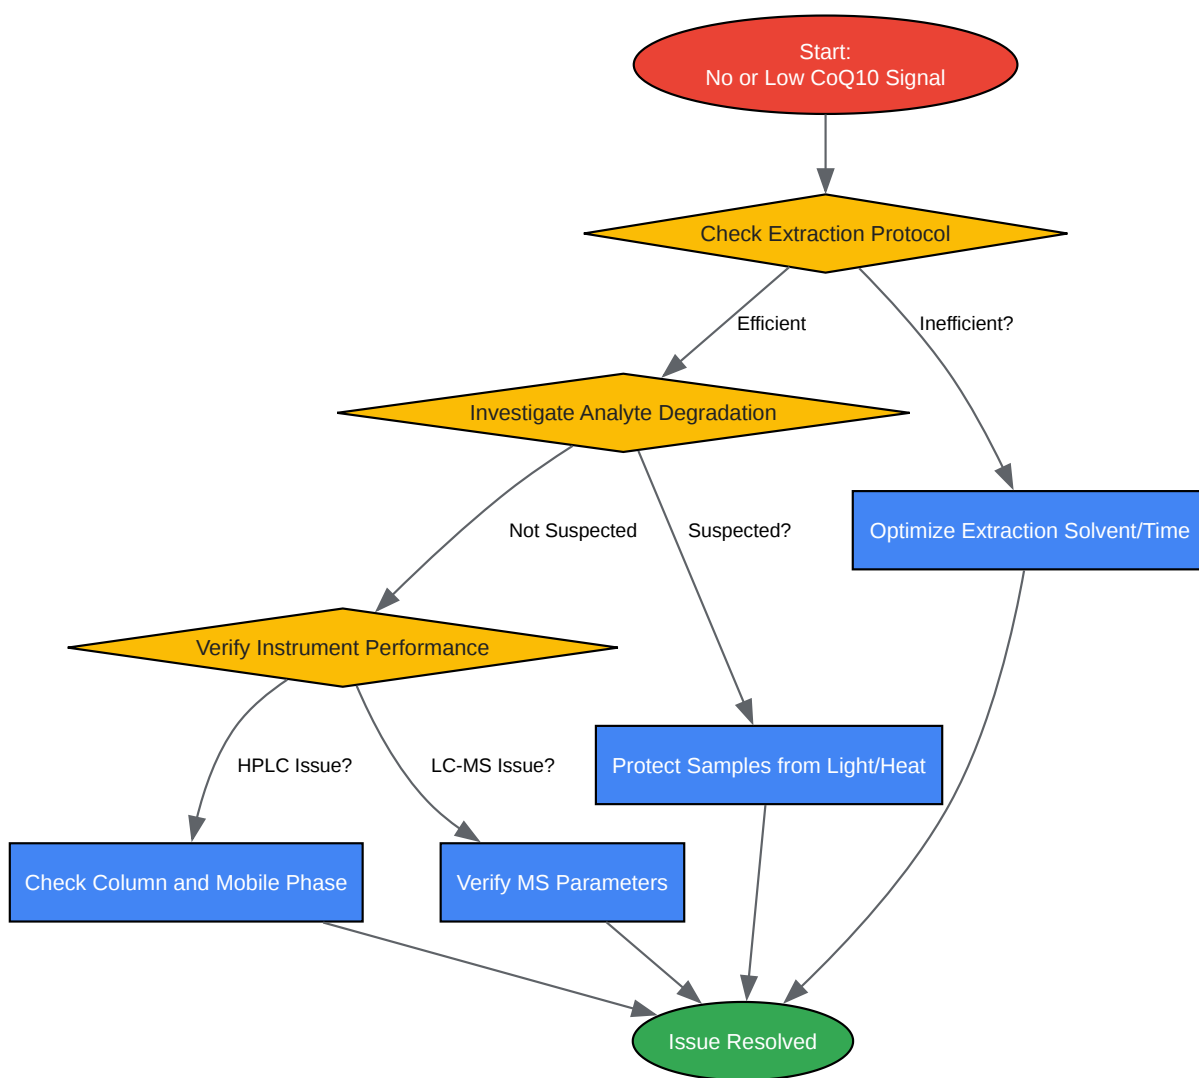 Start:
No or Low CoQ10 Signal
Check Extraction Protocol
Efficient
Inefficient?
Investigate Analyte Degradation
Not Suspected
Suspected?
Optimize Extraction Solvent/Time
Verify Instrument Performance
HPLC Issue?
LC-MS Issue?
Protect Samples from Light/Heat
Check Column and Mobile Phase
Verify MS Parameters
Issue Resolved